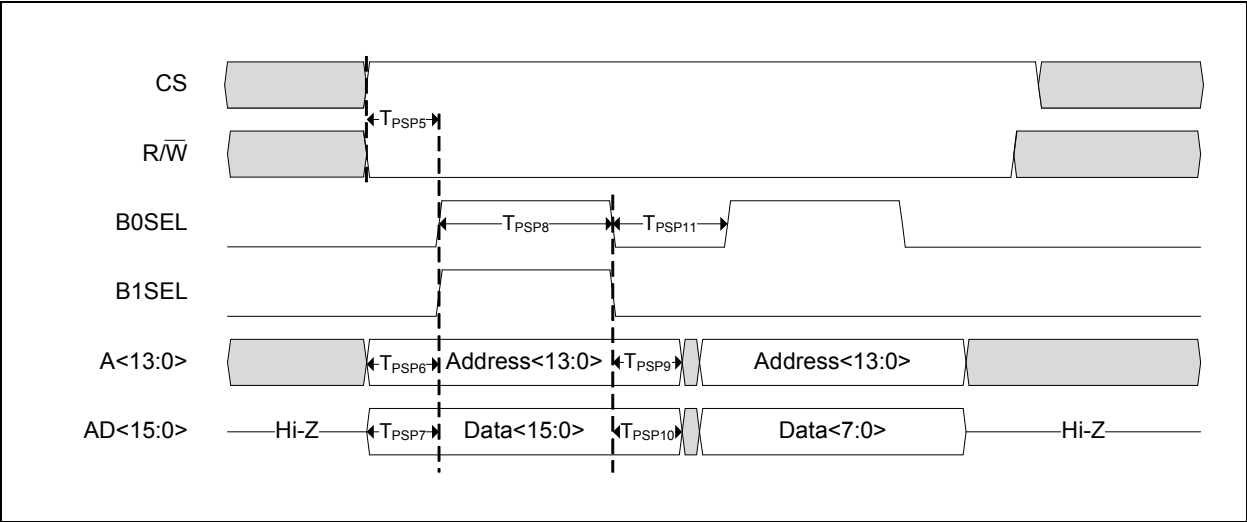 CS
T_PSP5
R/W̅
B0SEL T_PSP8 T_PSP11
B1SEL
A<13:0> T_PSP6 Address<13:0> T_PSP9 Address<13:0>
AD<15:0> Hi-Z T_PSP7 Data<15:0> T_PSP10 Data<7:0> Hi-Z